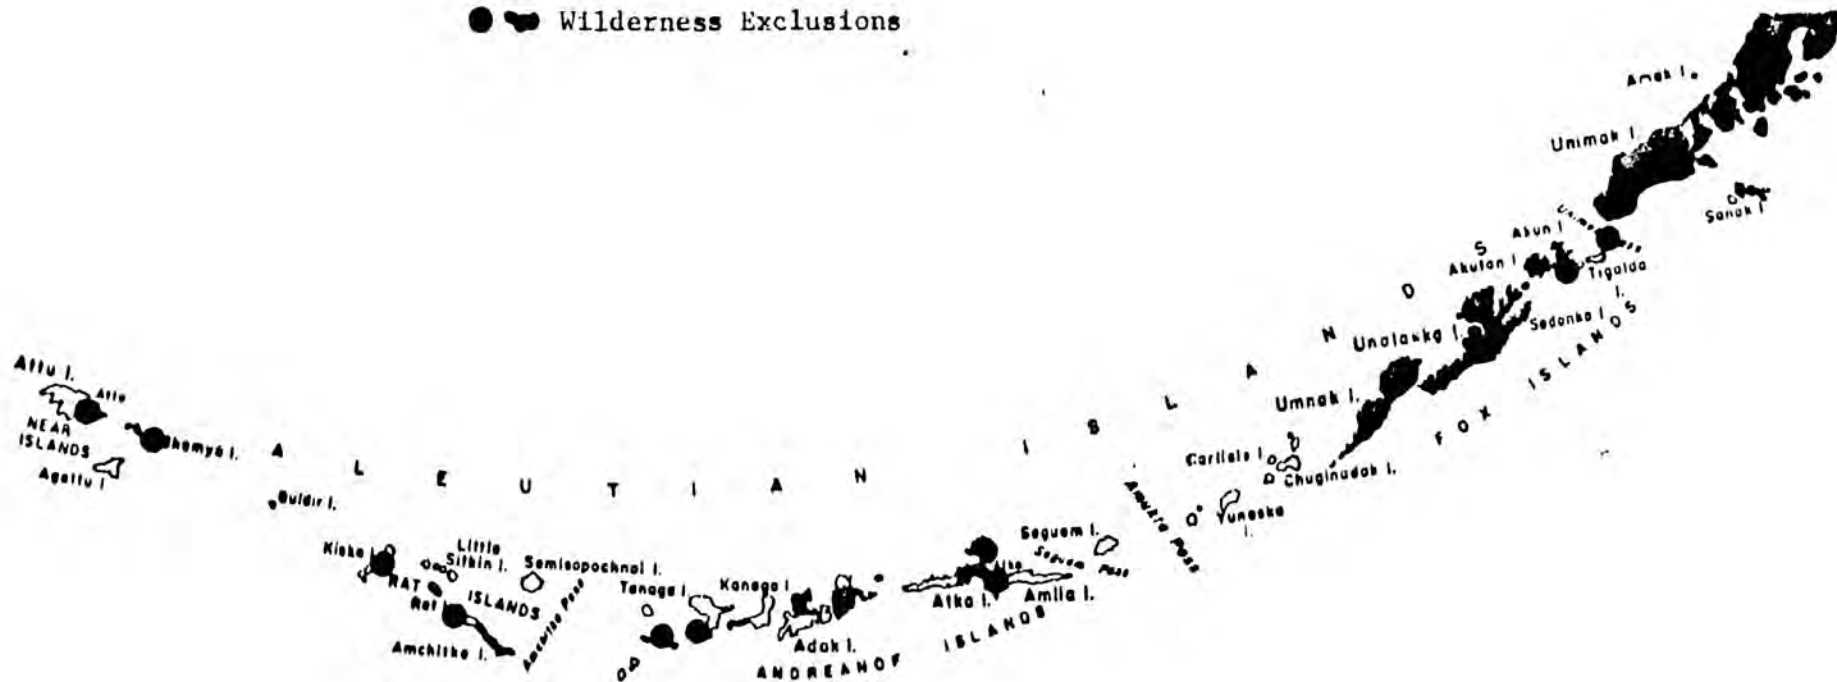 Wilderness Exclusions
Amak I.
Unimak I.
Sanak I.
Akun I.
Akutan I.
Tigalda
I.
Sedanka I.
Unalaska I.
Umnak I.
FOX ISLANDS
Carlisle I.
Chuginadak I.
Yunaska
I.
Amukta Pass
ALEUTIAN ISLANDS
Attu I.
Attu
NEAR
ISLANDS
Agattu I.
Shemya I.
Buldir I.
Kiska I.
Little
Sitkin I.
Semisopochnoi I.
RAT ISLANDS
Rat I.
Amchitka I.
Amchitka Pass
Tanaga I.
Kanaga I.
Adak I.
ANDREANOF ISLANDS
Atka I.
Amlia I.
Seguam I.
Seguam Pass